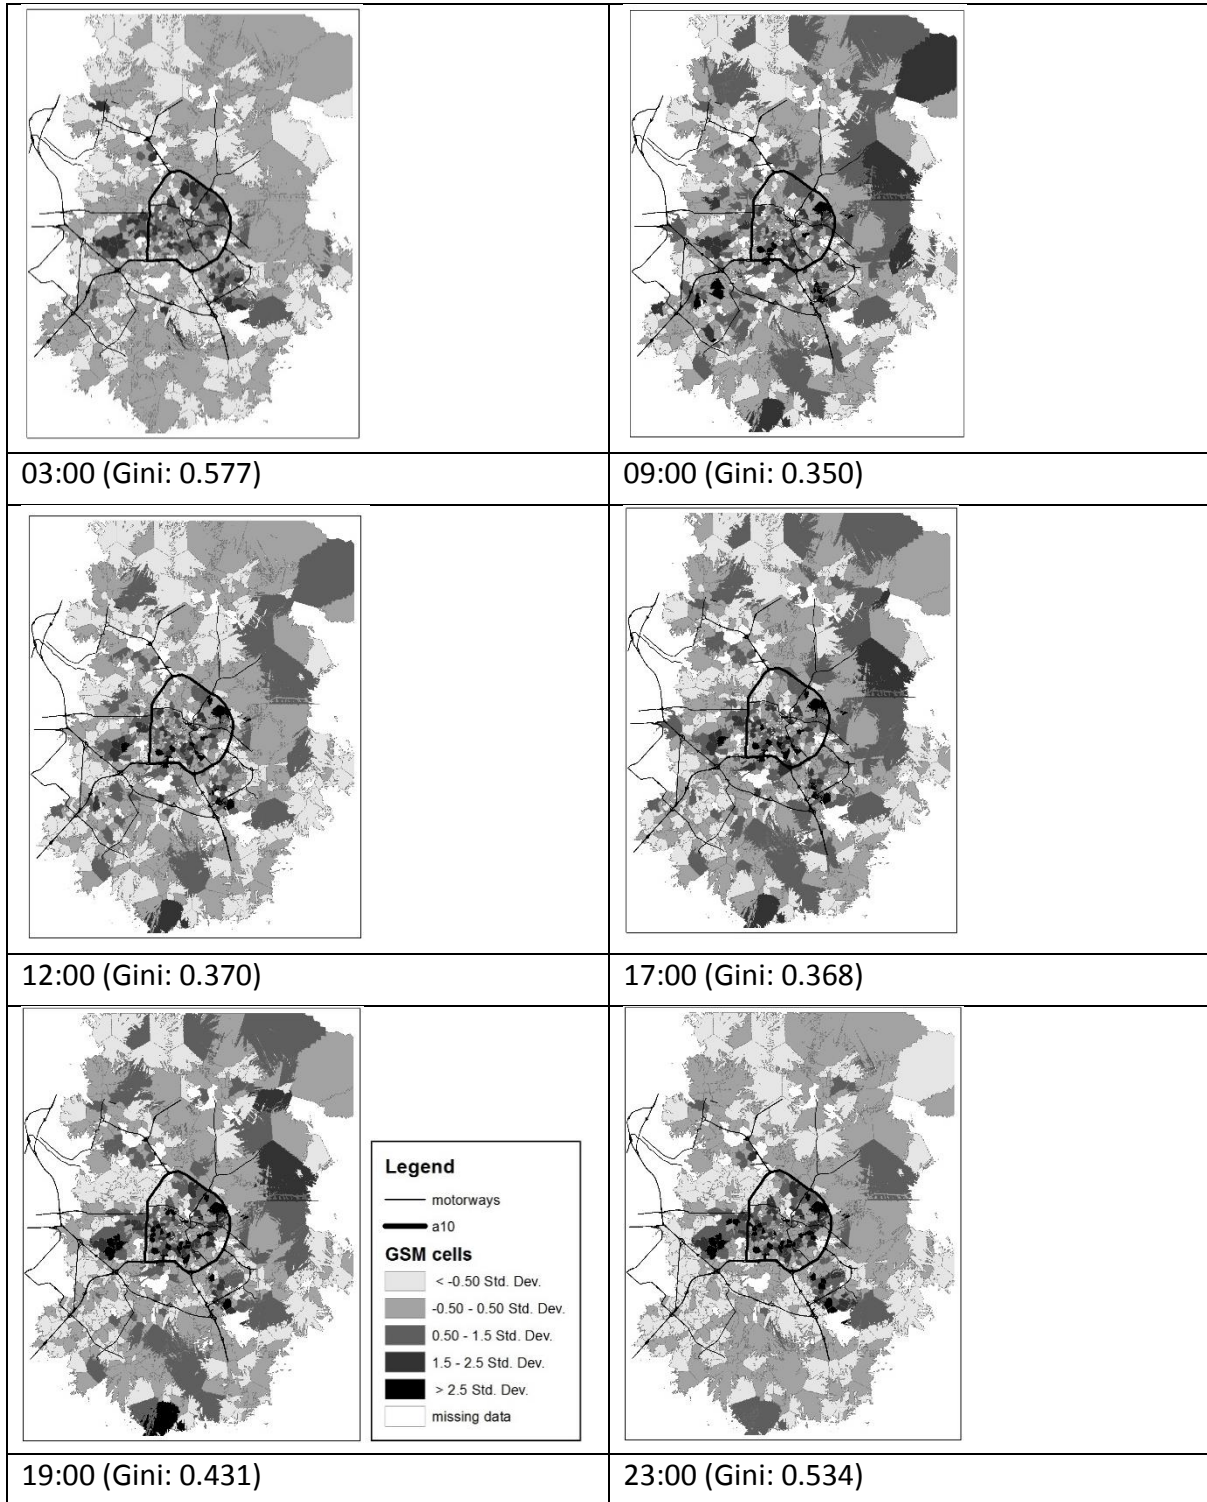 03:00 (Gini: 0.577)
09:00 (Gini: 0.350)
12:00 (Gini: 0.370)
17:00 (Gini: 0.368)
Legend
motorways
a10
GSM cells
< -0.50 Std. Dev.
-0.50 - 0.50 Std. Dev.
0.50 - 1.5 Std. Dev.
1.5 - 2.5 Std. Dev.
> 2.5 Std. Dev.
missing data
19:00 (Gini: 0.431)
23:00 (Gini: 0.534)